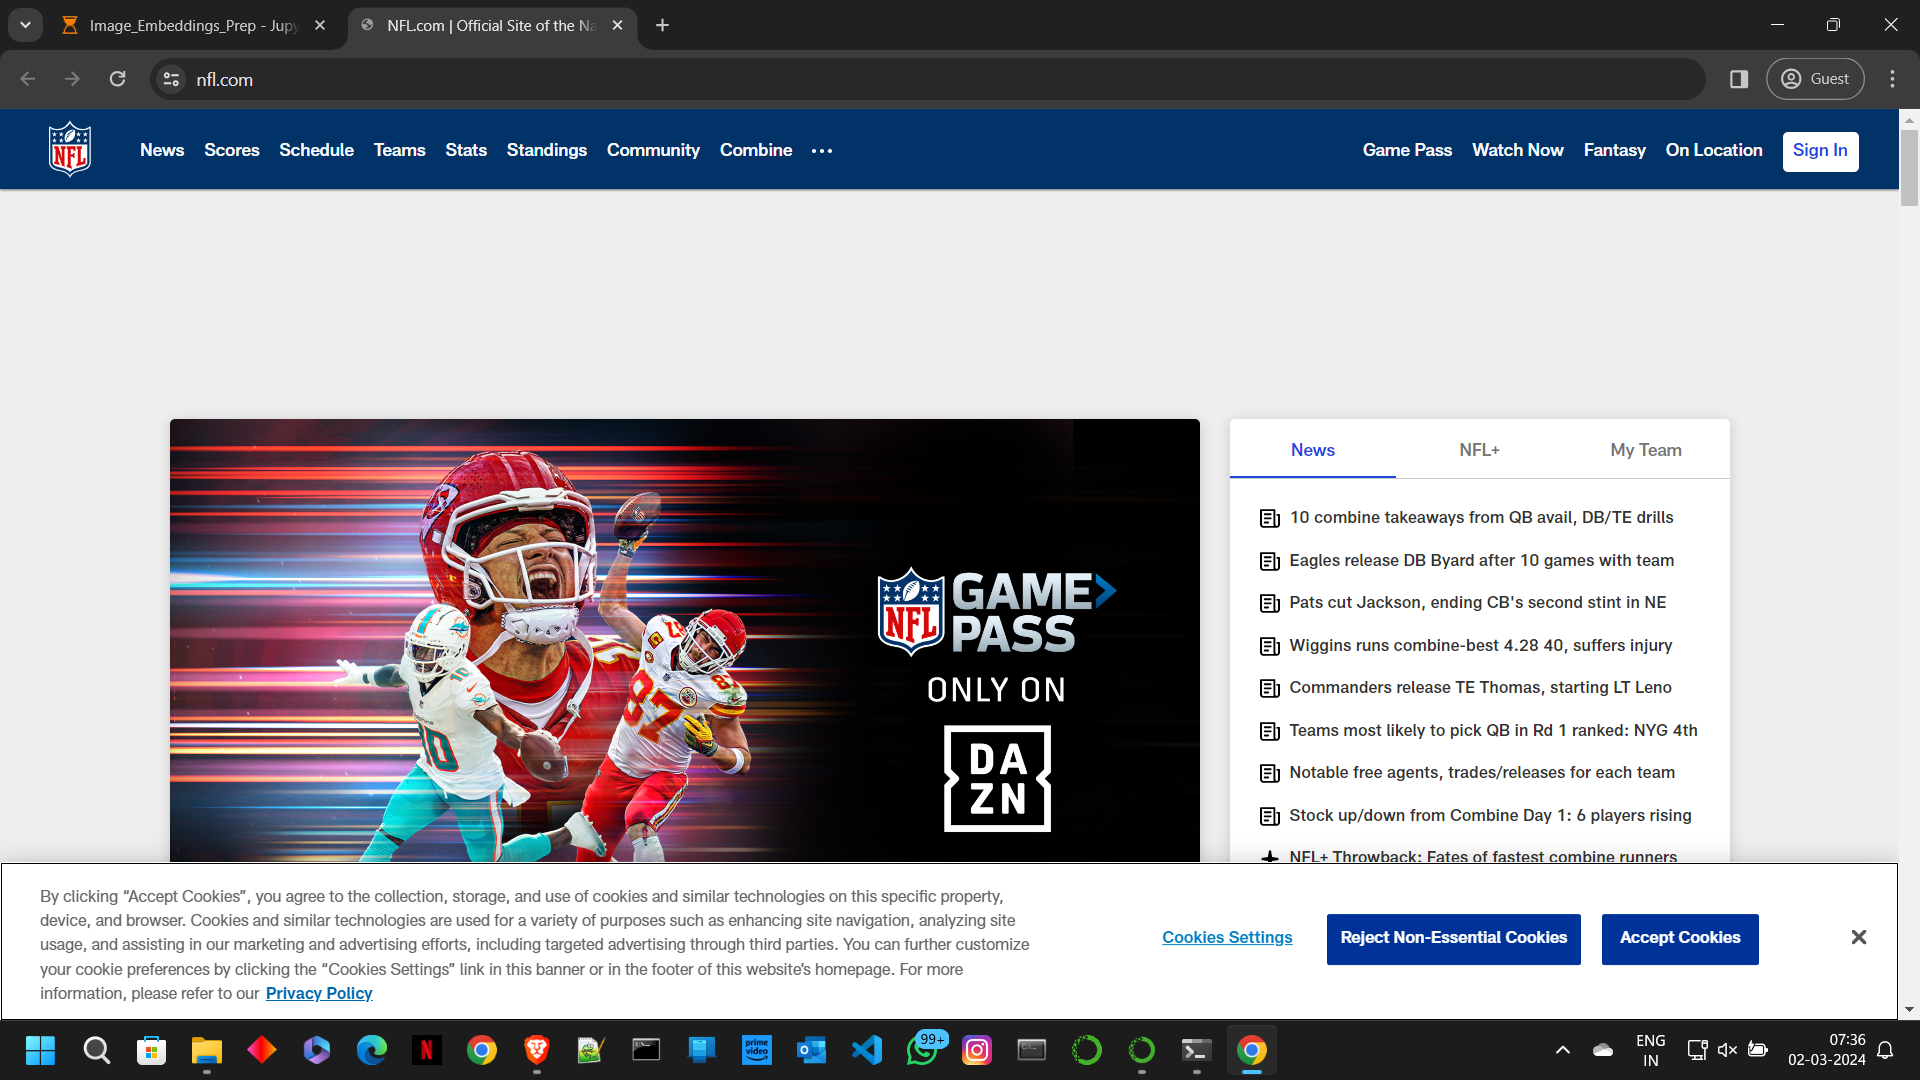 Image_Embeddings_Prep - Jupy
NFL.com | Official Site of the Na
nfl.com
Guest
NFL
News Scores Schedule Teams Stats Standings Community Combine
Game Pass Watch Now Fantasy On Location Sign In
NFL GAME PASS
ONLY ON
DA
ZN
10
87
News NFL+ My Team
10 combine takeaways from QB avail, DB/TE drills
Eagles release DB Byard after 10 games with team
Pats cut Jackson, ending CB's second stint in NE
Wiggins runs combine-best 4.28 40, suffers injury
Commanders release TE Thomas, starting LT Leno
Teams most likely to pick QB in Rd 1 ranked: NYG 4th
Notable free agents, trades/releases for each team
Stock up/down from Combine Day 1: 6 players rising
NFL+ Throwback: Fates of fastest combine runners
By clicking “Accept Cookies”, you agree to the collection, storage, and use of cookies and similar technologies on this specific property,
device, and browser. Cookies and similar technologies are used for a variety of purposes such as enhancing site navigation, analyzing site
usage, and assisting in our marketing and advertising efforts, including targeted advertising through third parties. You can further customize
your cookie preferences by clicking the “Cookies Settings” link in this banner or in the footer of this website’s homepage. For more
information, please refer to our Privacy Policy
Cookies Settings
Reject Non-Essential Cookies
Accept Cookies
prime video
99+
ENG
IN
07:36
02-03-2024